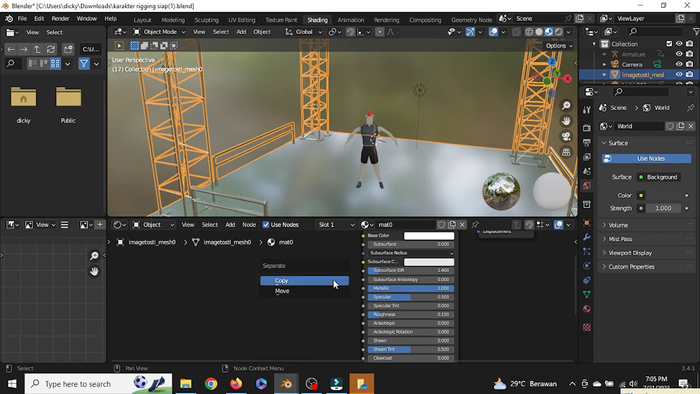 Blender* [C:\Users\dicky\Downloads\karakter rigging siap(1).blend]
File Edit Render Window Help Layout Modeling Sculpting UV Editing Texture Paint Shading Animation Rendering Compositing Geometry Nodes Scene ViewLayer
View Select Object Mode View Select Add Object Global
C:\U...
Options
User Perspective
(17) Collection | imagetostl_mesh0
dicky
Public
Collection
Armature
Camera
imagetostl_mesl
Scene
World
World
Surface
Use Nodes
Surface
Background
Color
Strength
1.000
Volume
Mist Pass
Viewport Display
Custom Properties
View
Object View Select Add Node Use Nodes Slot 1 mat0
imagetostl_mesh0 imagetostl_mesh0 mat0
Separate
Copy
Move
Base Color
Displacement
Subsurface 0.000
Subsurface Radius
Subsurface C...
Subsurface IOR 1.400
Subsurface Anisotropy 0.000
Metallic 1.000
Specular 0.500
Specular Tint 0.000
Roughness 0.150
Anisotropic 0.000
Anisotropic Rotation 0.000
Sheen 0.000
Sheen Tint 0.500
Clearcoat 0.000
Select
Pan View
Node Context Menu
3.4.1
Type here to search
29°C Berawan
7:05 PM